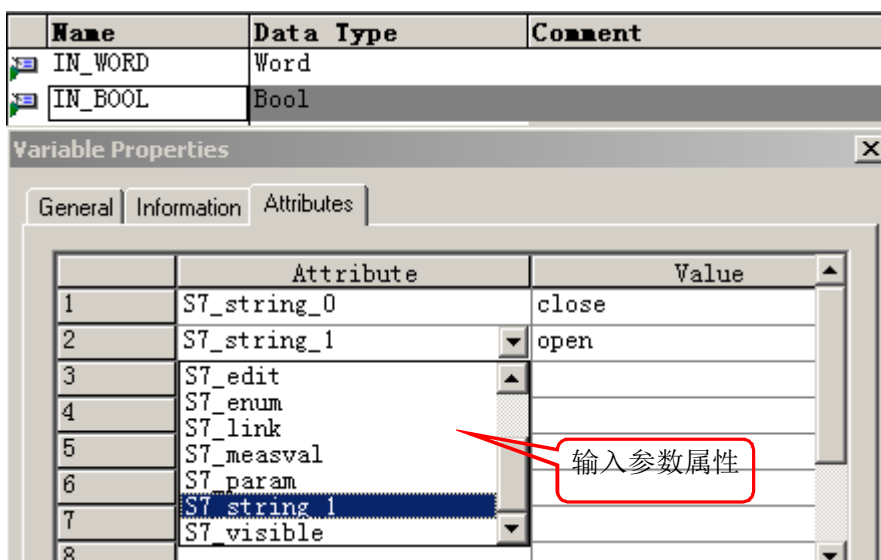 Name Data Type Comment
IN_WORD Word
IN_BOOL Bool
Variable Properties
General Information Attributes
Attribute Value
1 S7_string_0 close
2 S7_string_1 open
3 S7_edit
S7_enum
4
S7_link
5 S7_measval
输入参数属性
6 S7_param
S7_string_1
7
S7_visible
8